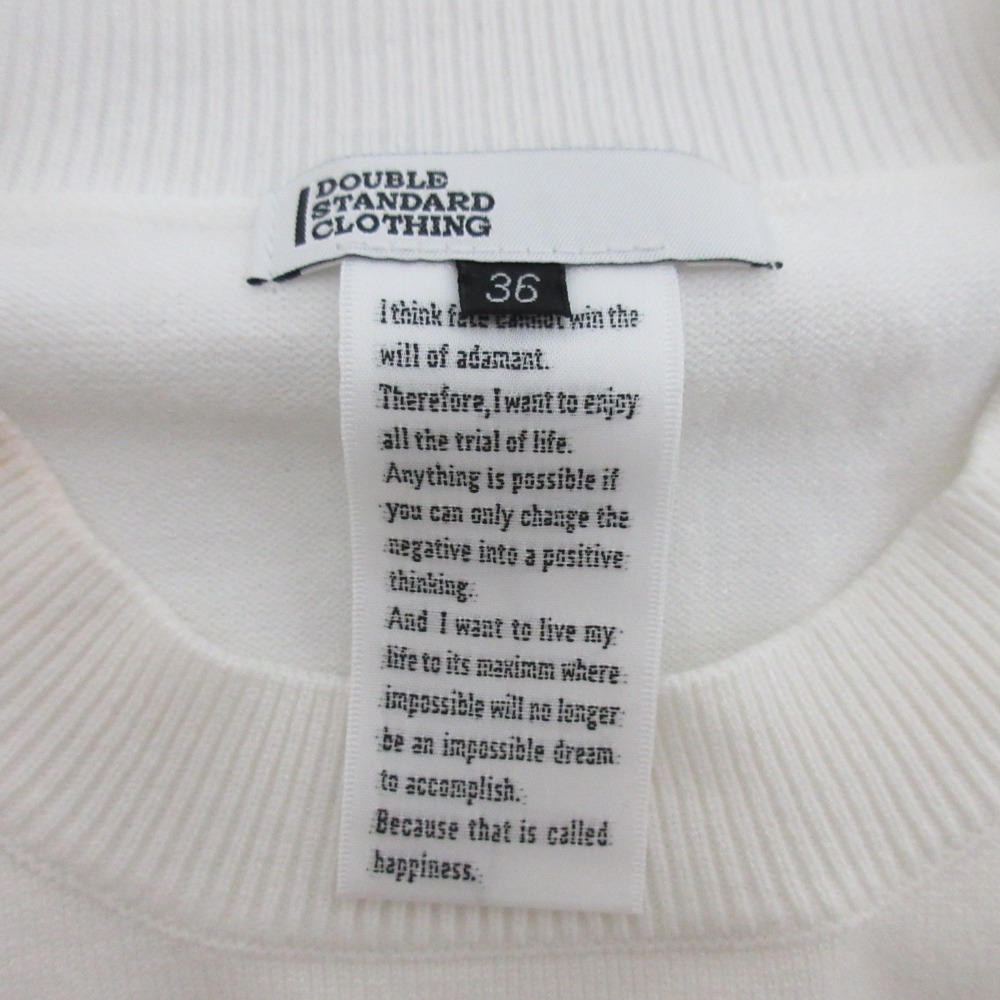 DOUBLE
STANDARD
CLOTHING
36
I think fate cannot win the
will of adamant.
Therefore, I want to enjoy
all the trial of life.
Anything is possible if
you can only change the
negative into a positive
thinking.
And I want to live my
life to its maximm where
impossible will no longer
be an impossible dream
to accomplish.
Because that is called
happiness.